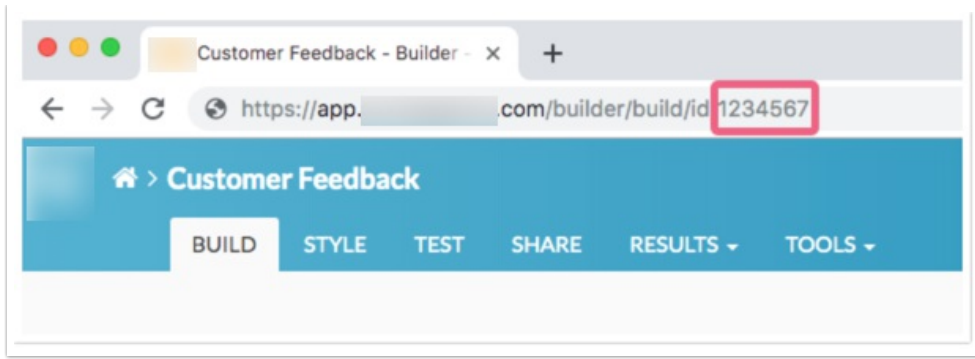 Customer Feedback - Builder -
https://app. .com/builder/build/id/1234567
> Customer Feedback
BUILD STYLE TEST SHARE RESULTS TOOLS